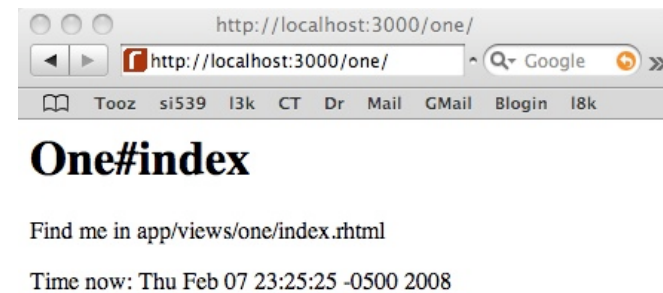 http://localhost:3000/one/
http://localhost:3000/one/ Google
Tooz si539 l3k CT Dr Mail GMail Blogin l8k
One#index
Find me in app/views/one/index.rhtml
Time now: Thu Feb 07 23:25:25 -0500 2008